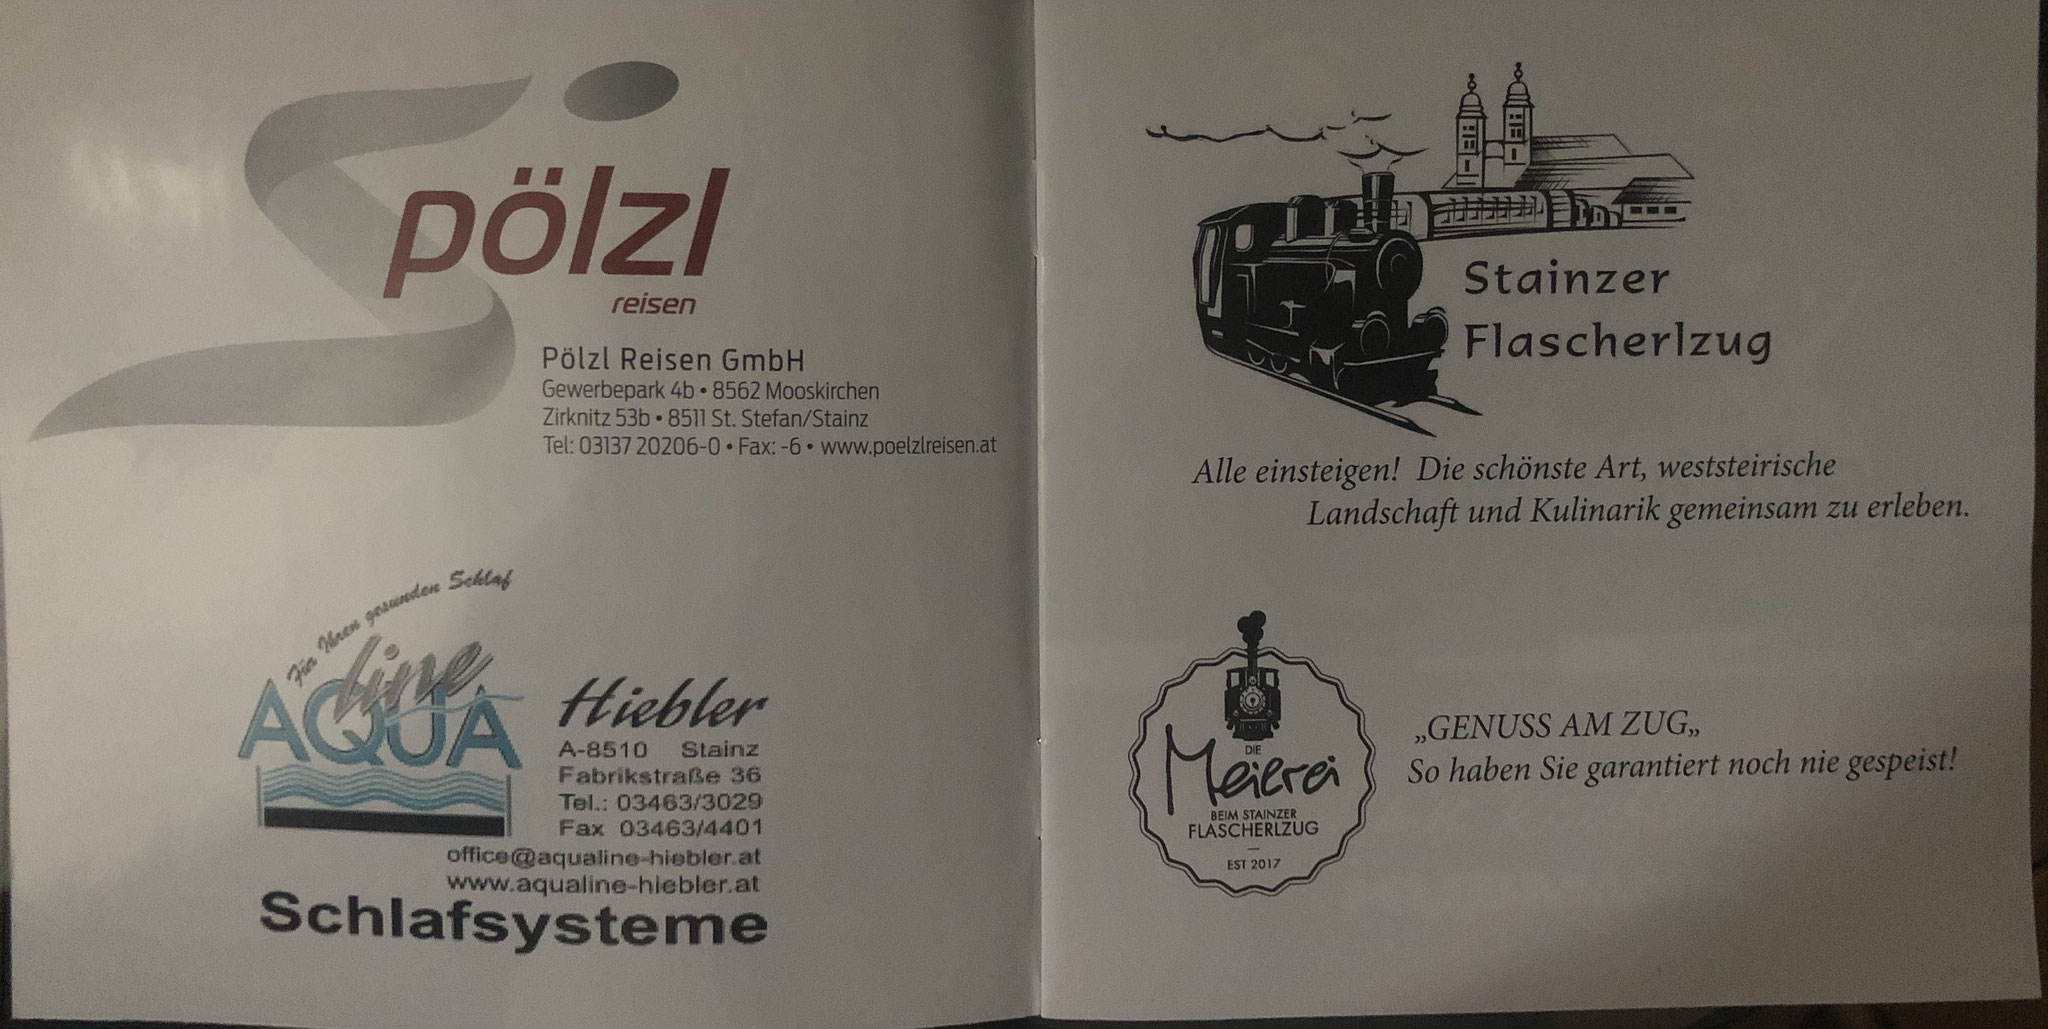 pölzl
reisen
Pölzl Reisen GmbH
Gewerbepark 4b • 8562 Mooskirchen
Zirknitz 53b • 8511 St. Stefan/Stainz
Tel: 03137 20206-0 • Fax: -6 • www.poelzlreisen.at
Für Ihren gesunden Schlaf
AQUA line
Hiebler
A-8510 Stainz
Fabrikstraße 36
Tel.: 03463/3029
Fax 03463/4401
office@aqualine-hiebler.at
www.aqualine-hiebler.at
Schlafsysteme
Stainzer
Flascherlzug
Alle einsteigen! Die schönste Art, weststeirische
Landschaft und Kulinarik gemeinsam zu erleben.
DIE
Meierei
BEIM STAINZER
FLASCHERLZUG
EST 2017
„GENUSS AM ZUG„
So haben Sie garantiert noch nie gespeist!